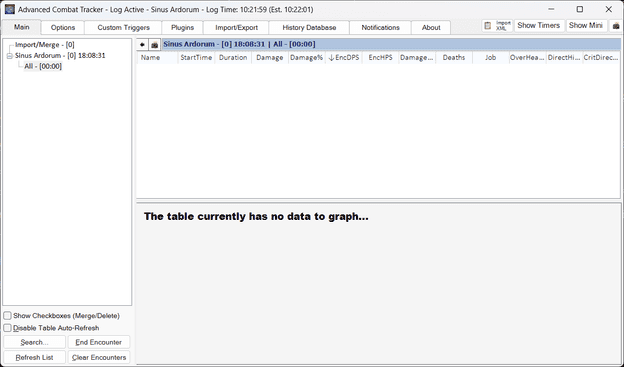 Advanced Combat Tracker - Log Active - Sinus Ardorum - Log Time: 10:21:59 (Est. 10:22:01)
Main Options Custom Triggers Plugins Import/Export History Database Notifications About Import XML Show Timers Show Mini
Import/Merge - [0]
Sinus Ardorum - [0] 18:08:31
All - [00:00]
Sinus Ardorum - [0] 18:08:31 | All - [00:00]
Name StartTime Duration Damage Damage% ↓EncDPS EncHPS Damage... Deaths Job OverHea... DirectHi... CritDirec...
The table currently has no data to graph...
Show Checkboxes (Merge/Delete)
Disable Table Auto-Refresh
Search... End Encounter
Refresh List Clear Encounters